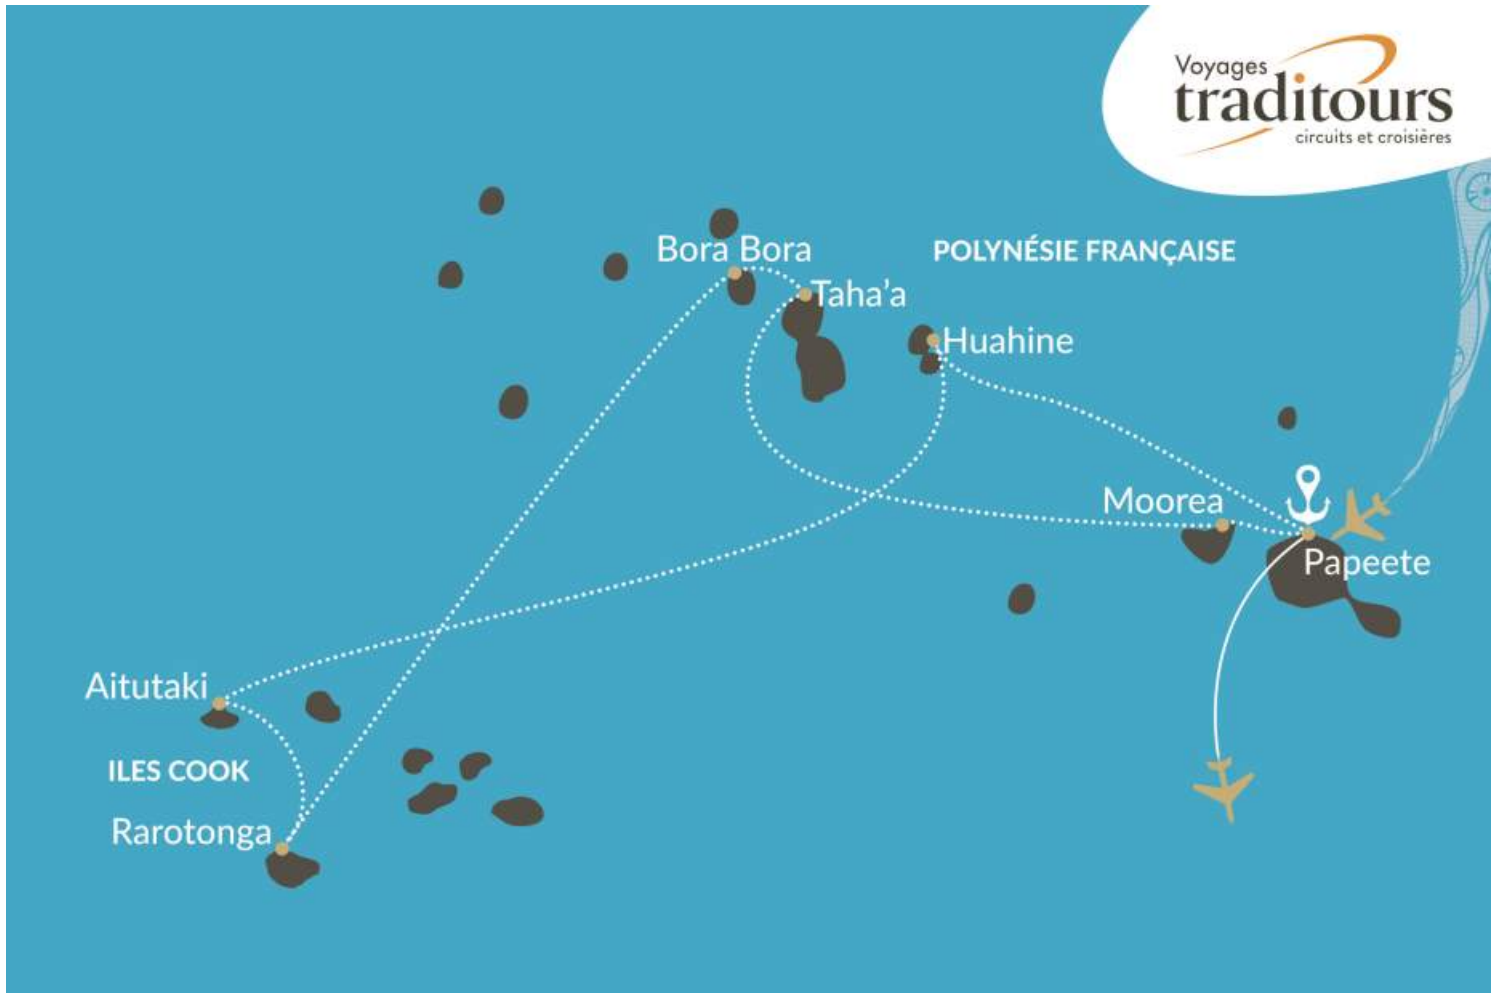 Voyages
traditours
circuits et croisières
Bora Bora
POLYNÉSIE FRANÇAISE
Taha'a
Huahine
Moorea
Papeete
Aitutaki
ILES COOK
Rarotonga